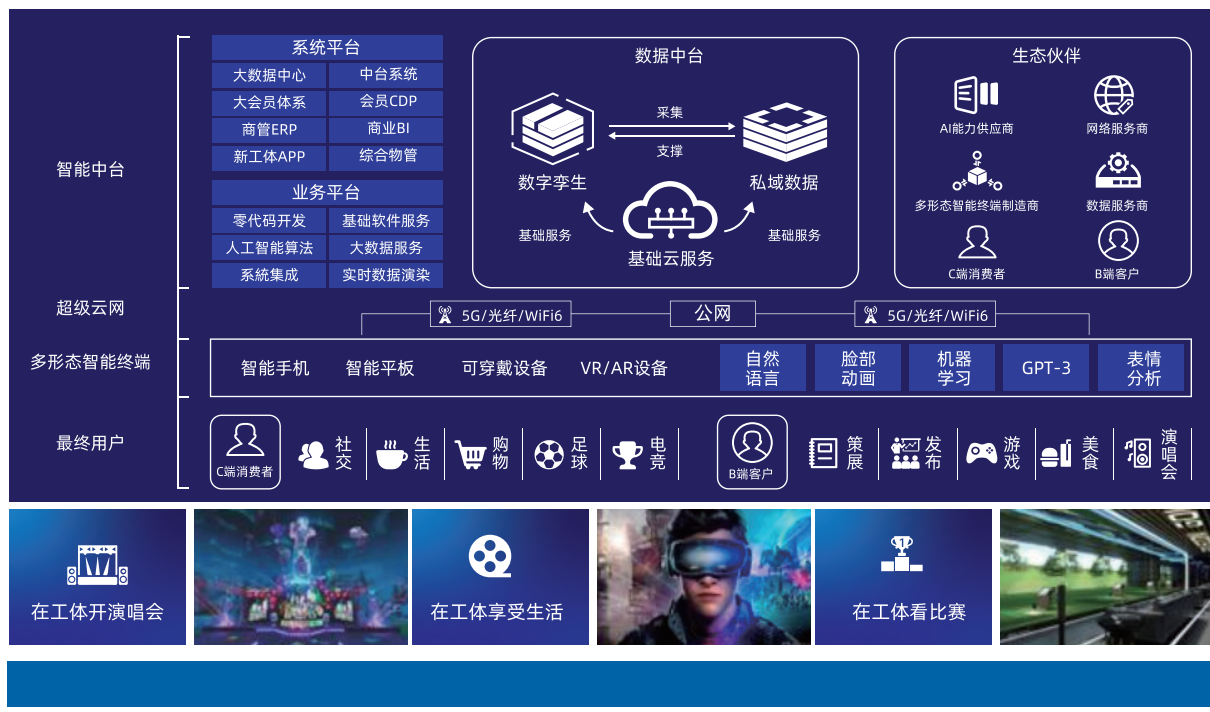 智能中台
系统平台
大数据中心
中台系统
大会员体系
会员CDP
商管ERP
商业BI
新工体APP
综合物管
业务平台
零代码开发
基础软件服务
人工智能算法
大数据服务
系統集成
实时数据演染
数据中台
采集
支撑
数字孪生
私域数据
基础服务
基础服务
基础云服务
生态伙伴
AI能力供应商
网络服务商
多形态智能终端制造商
数据服务商
C端消费者
B端客户
超级云网
5G/光纤/WiFi6
公网
5G/光纤/WiFi6
多形态智能终端
智能手机
智能平板
可穿戴设备
VR/AR设备
自然
语言
脸部
动画
机器
学习
GPT-3
表情
分析
最终用户
C端消费者
社交
生活
购物
足球
电竞
B端客户
策展
发布
游戏
美食
演唱会
在工体开演唱会
在工体享受生活
1
在工体看比赛